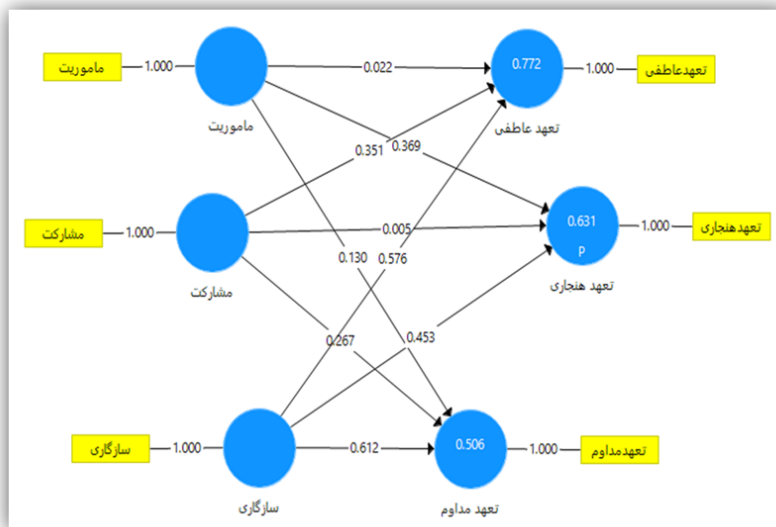 ماموریت
1.000
ماموریت
0.022
0.772
تعهد عاطفی
1.000
تعهدعاطفی
0.351
0.369
مشارکت
1.000
مشارکت
0.005
0.631
p
تعهد هنجاری
1.000
تعهدهنجاری
0.130
0.576
0.267
0.453
سازگاری
1.000
سازگاری
0.612
0.506
تعهد مداوم
1.000
تعهدمداوم